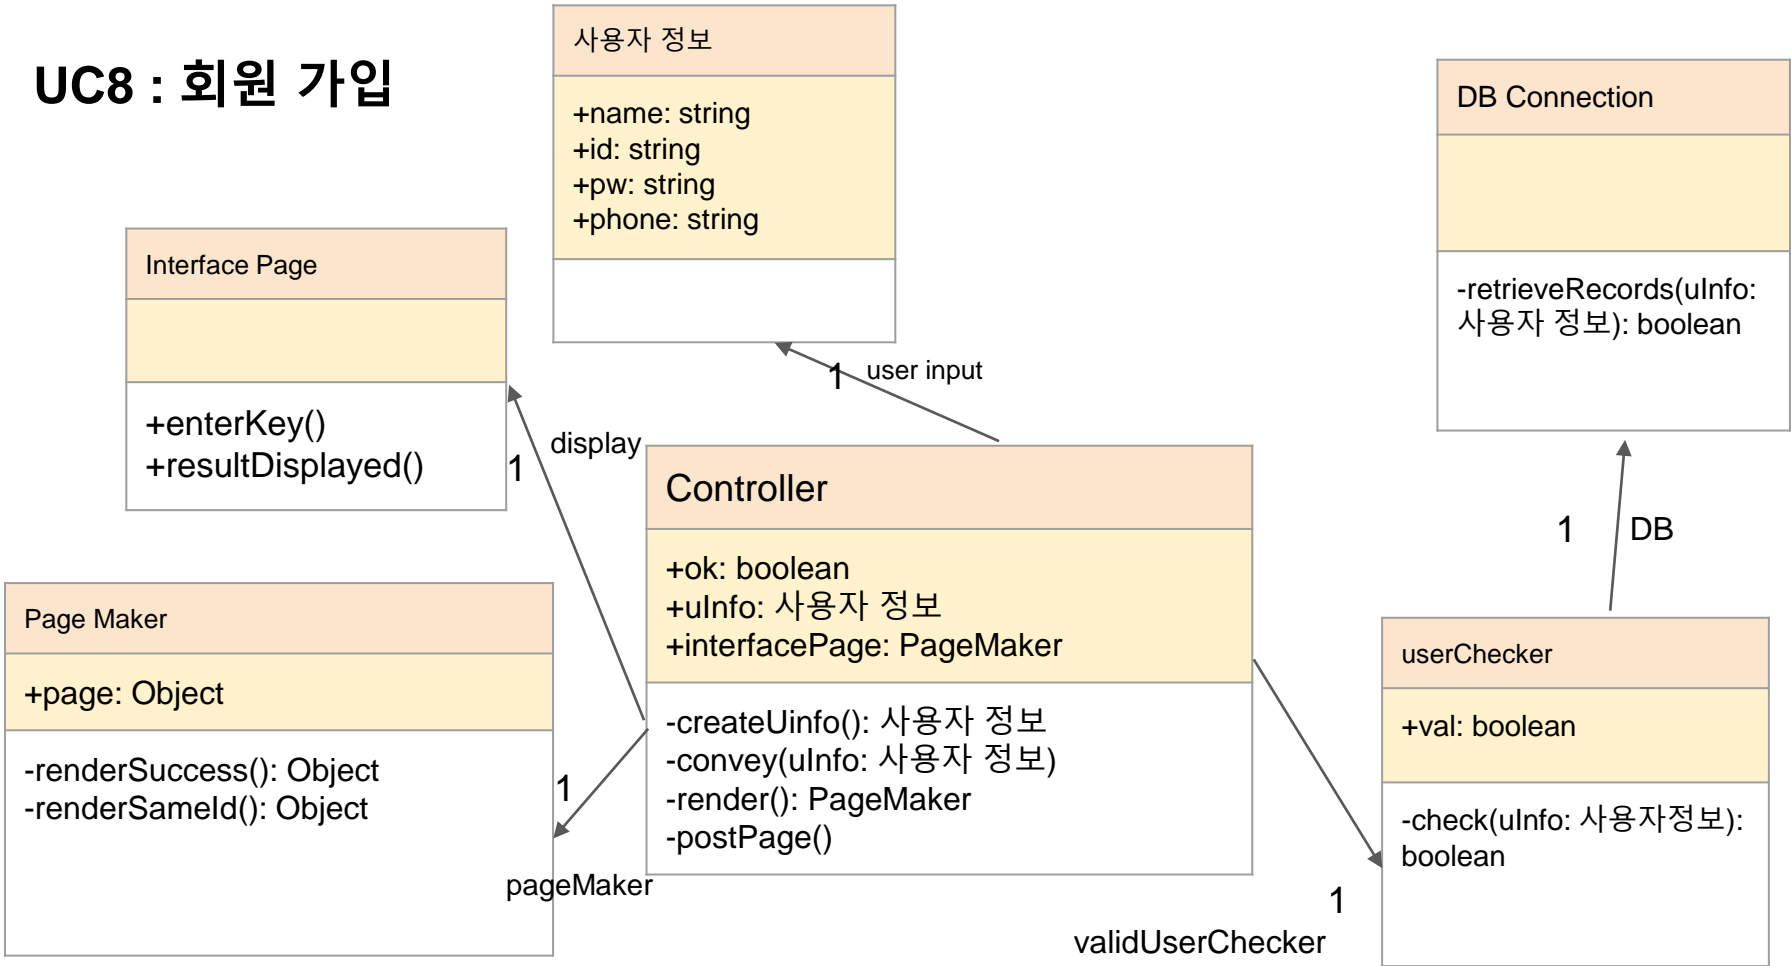 UC8 : 회원 가입
사용자 정보
+name: string
+id: string
+pw: string
+phone: string
DB Connection
-retrieveRecords(uInfo:
사용자 정보): boolean
Interface Page
+enterKey()
+resultDisplayed()
1
user input
display
1
Controller
+ok: boolean
+uInfo: 사용자 정보
+interfacePage: PageMaker
-createUinfo(): 사용자 정보
-convey(uInfo: 사용자 정보)
-render(): PageMaker
-postPage()
1
DB
Page Maker
+page: Object
-renderSuccess(): Object
-renderSameId(): Object
1
pageMaker
userChecker
+val: boolean
-check(uInfo: 사용자정보):
boolean
1
validUserChecker